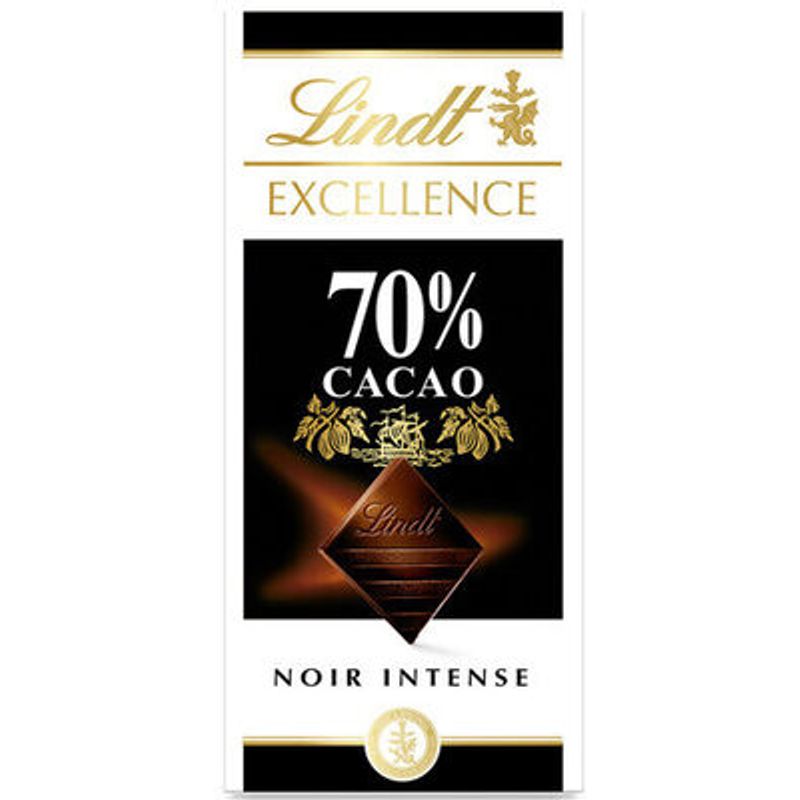 Lindt
EXCELLENCE
70%
CACAO
Lindt
NOIR INTENSE